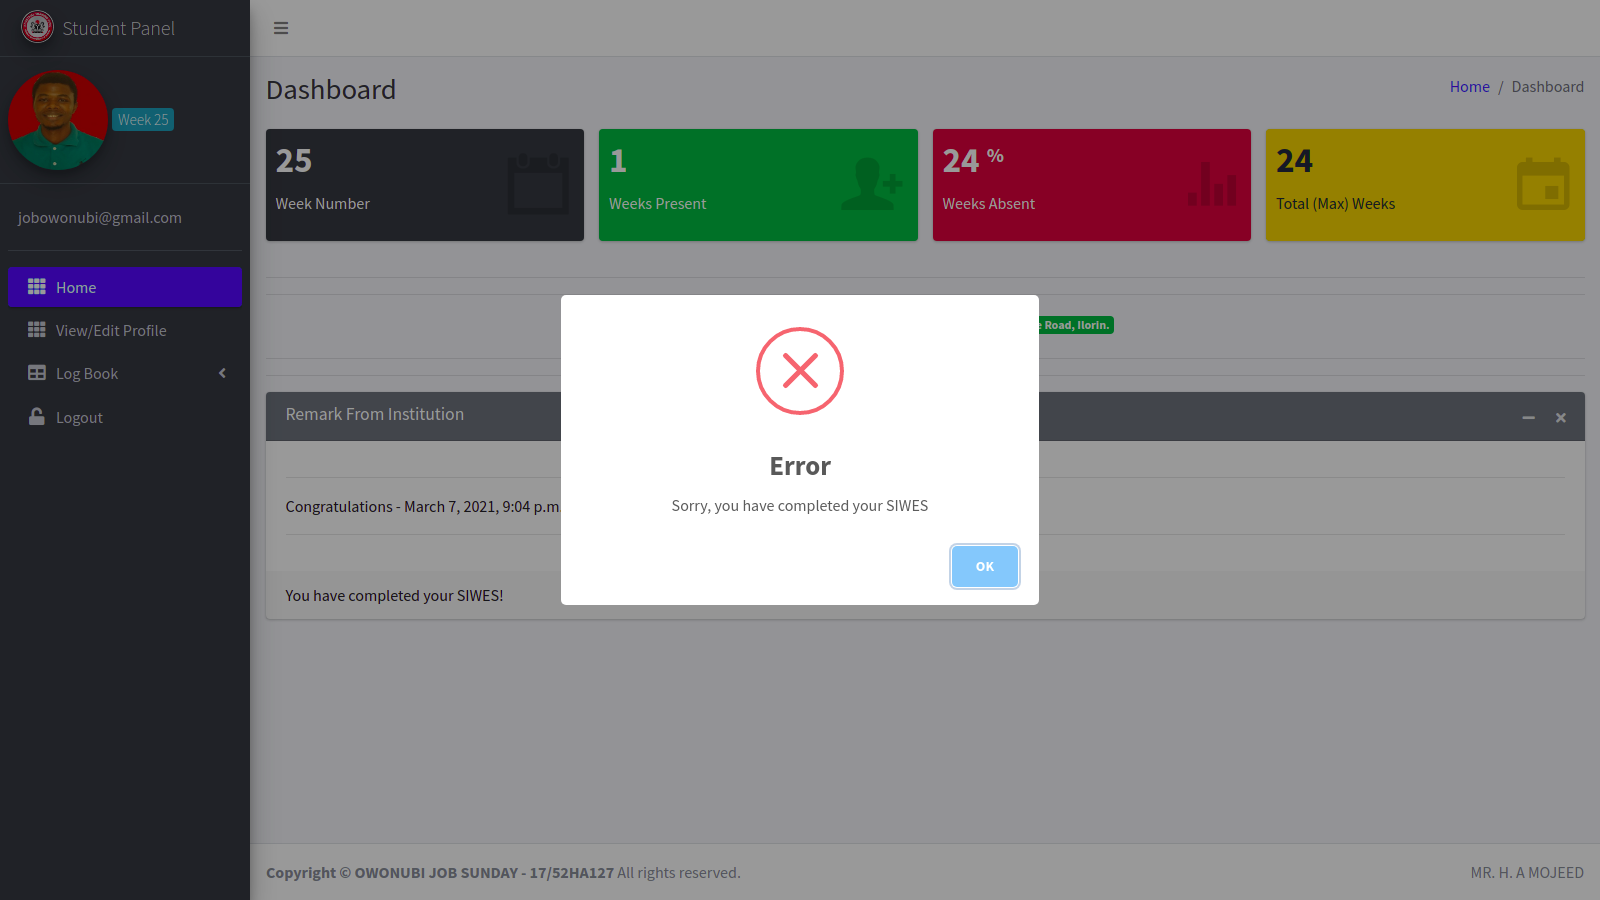 Student Panel
Week 25
jobowonubi@gmail.com
Home
View/Edit Profile
Log Book
Logout
Dashboard
Home / Dashboard
25
Week Number
1
Weeks Present
24 %
Weeks Absent
24
Total (Max) Weeks
Road, Ilorin.
Remark From Institution
Congratulations - March 7, 2021, 9:04 p.m.
You have completed your SIWES!
Error
Sorry, you have completed your SIWES
OK
Copyright © OWONUBI JOB SUNDAY - 17/52HA127 All rights reserved.
MR. H. A MOJEED